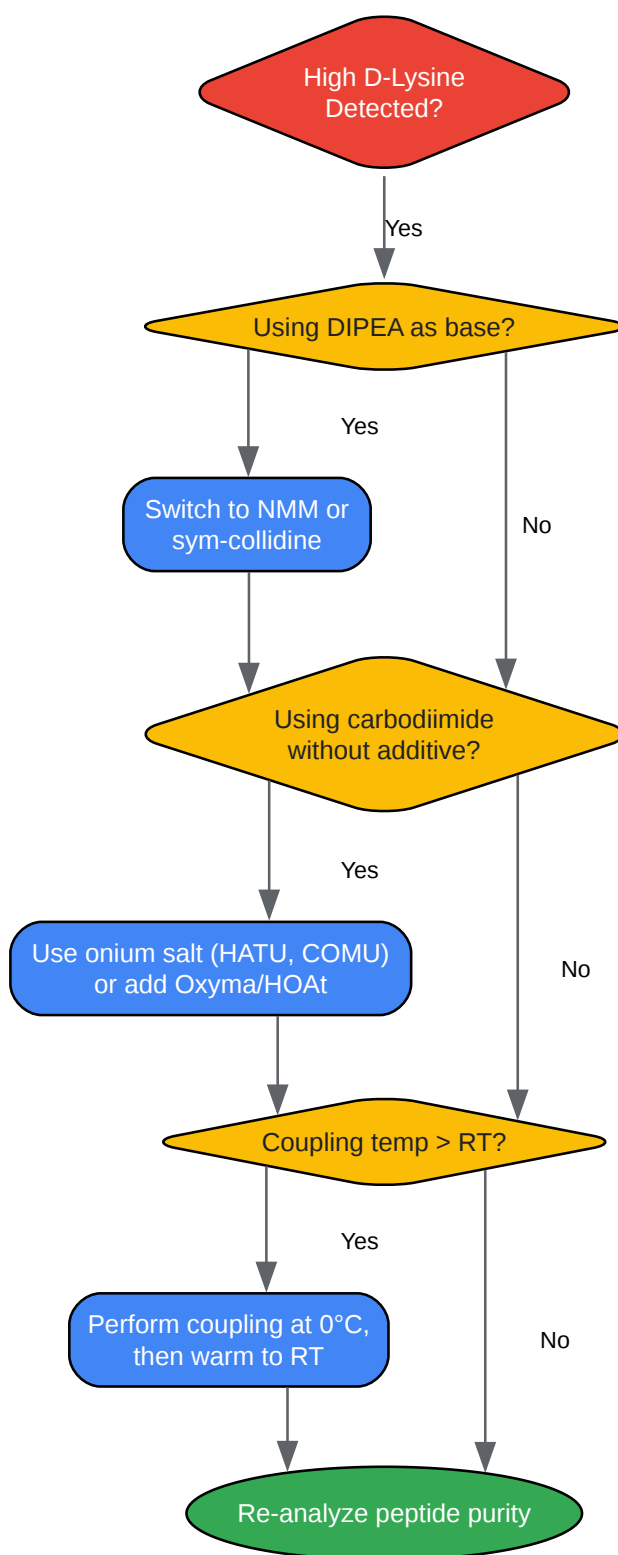 High D-Lysine
Detected?
Yes
Using DIPEA as base?
Yes
Switch to NMM or
sym-collidine
No
Using carbodiimide
without additive?
Yes
Use onium salt (HATU, COMU)
or add Oxyma/HOAt
No
Coupling temp > RT?
Yes
Perform coupling at 0°C,
then warm to RT
No
Re-analyze peptide purity